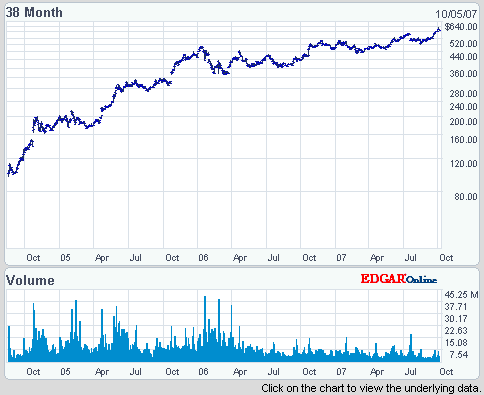 38 Month 10/05/07
$640.00
520.00
440.00
360.00
280.00
240.00
200.00
160.00
120.00
80.00
Oct 05 Apr Jul Oct 06 Apr Jul Oct 07 Apr Jul Oct
Volume EDGAR Online
45.25 M
37.71
30.17
22.63
15.08
7.54
Oct 05 Apr Jul Oct 06 Apr Jul Oct 07 Apr Jul Oct
Click on the chart to view the underlying data.